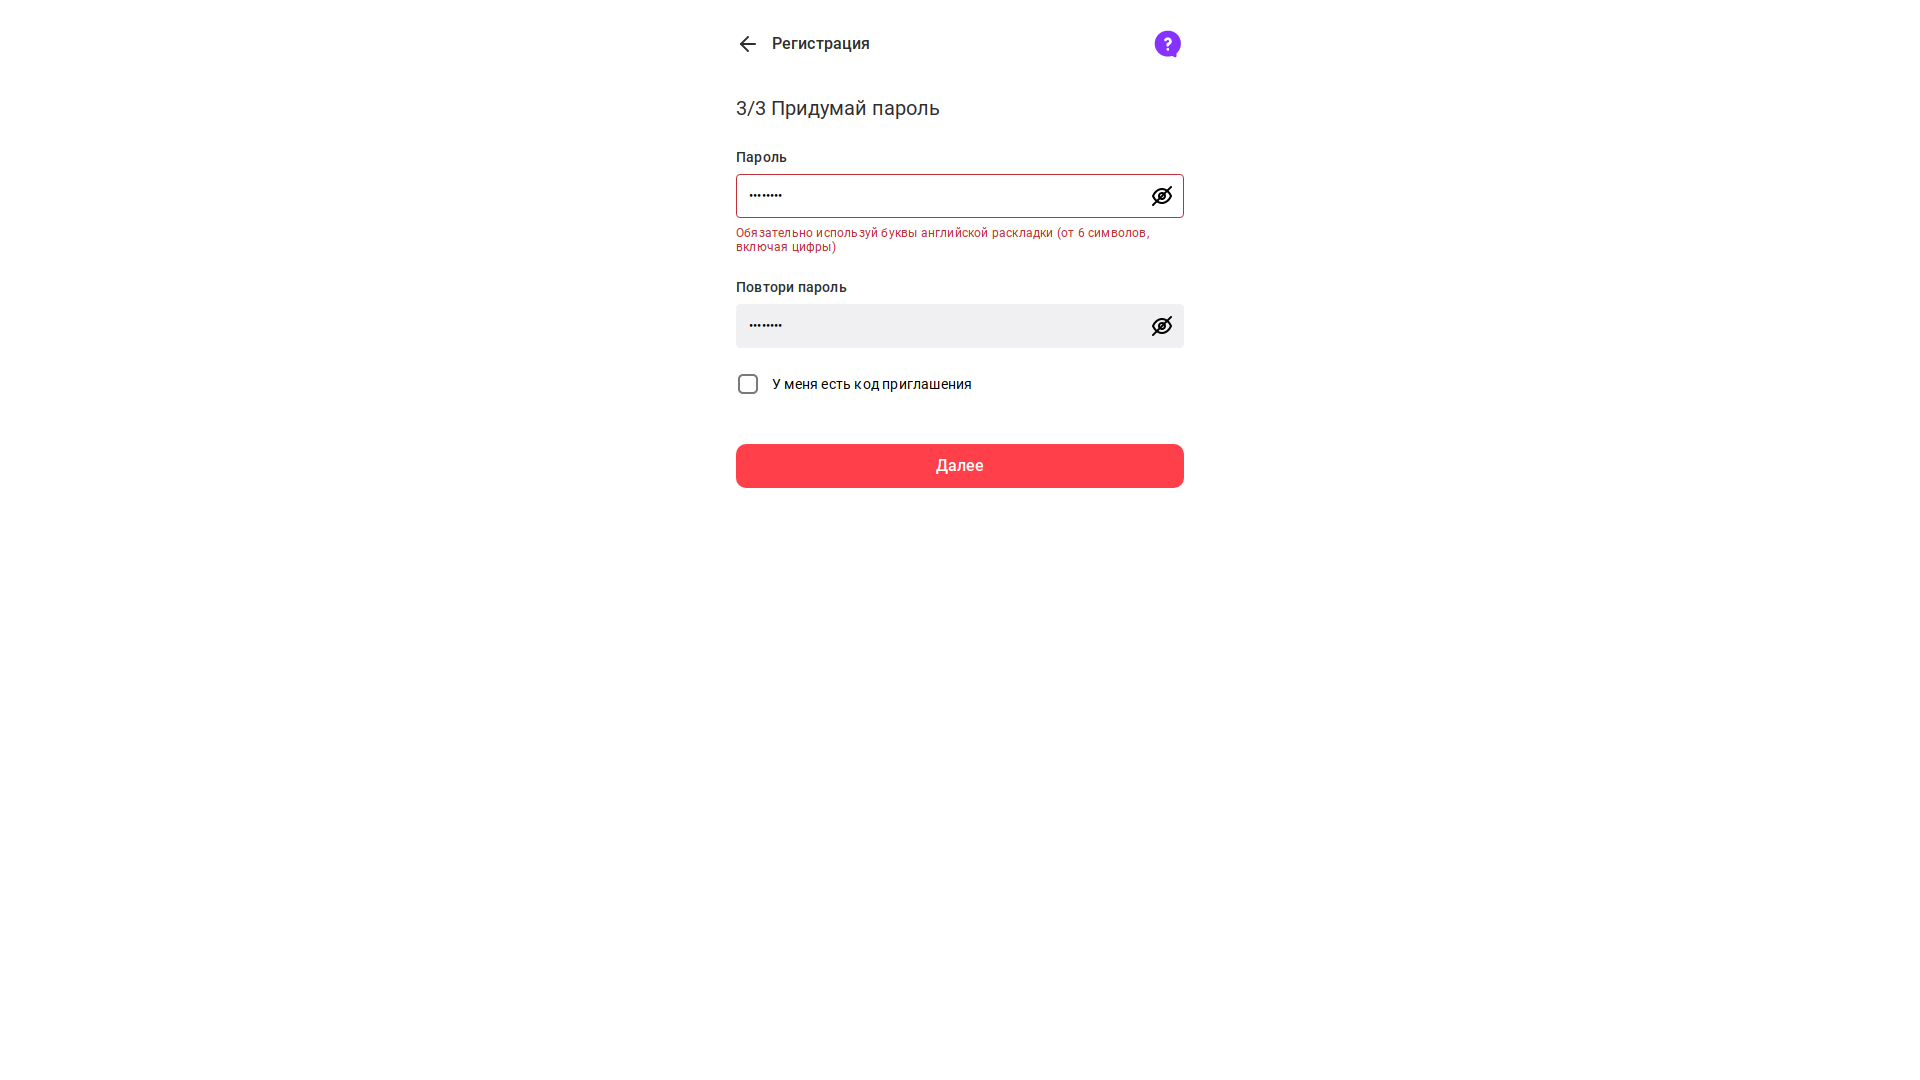 Регистрация
?
3/3 Придумай пароль
Пароль
••••••••
Обязательно используй буквы английской раскладки (от 6 символов,
включая цифры)
Повтори пароль
••••••••
У меня есть код приглашения
Далее